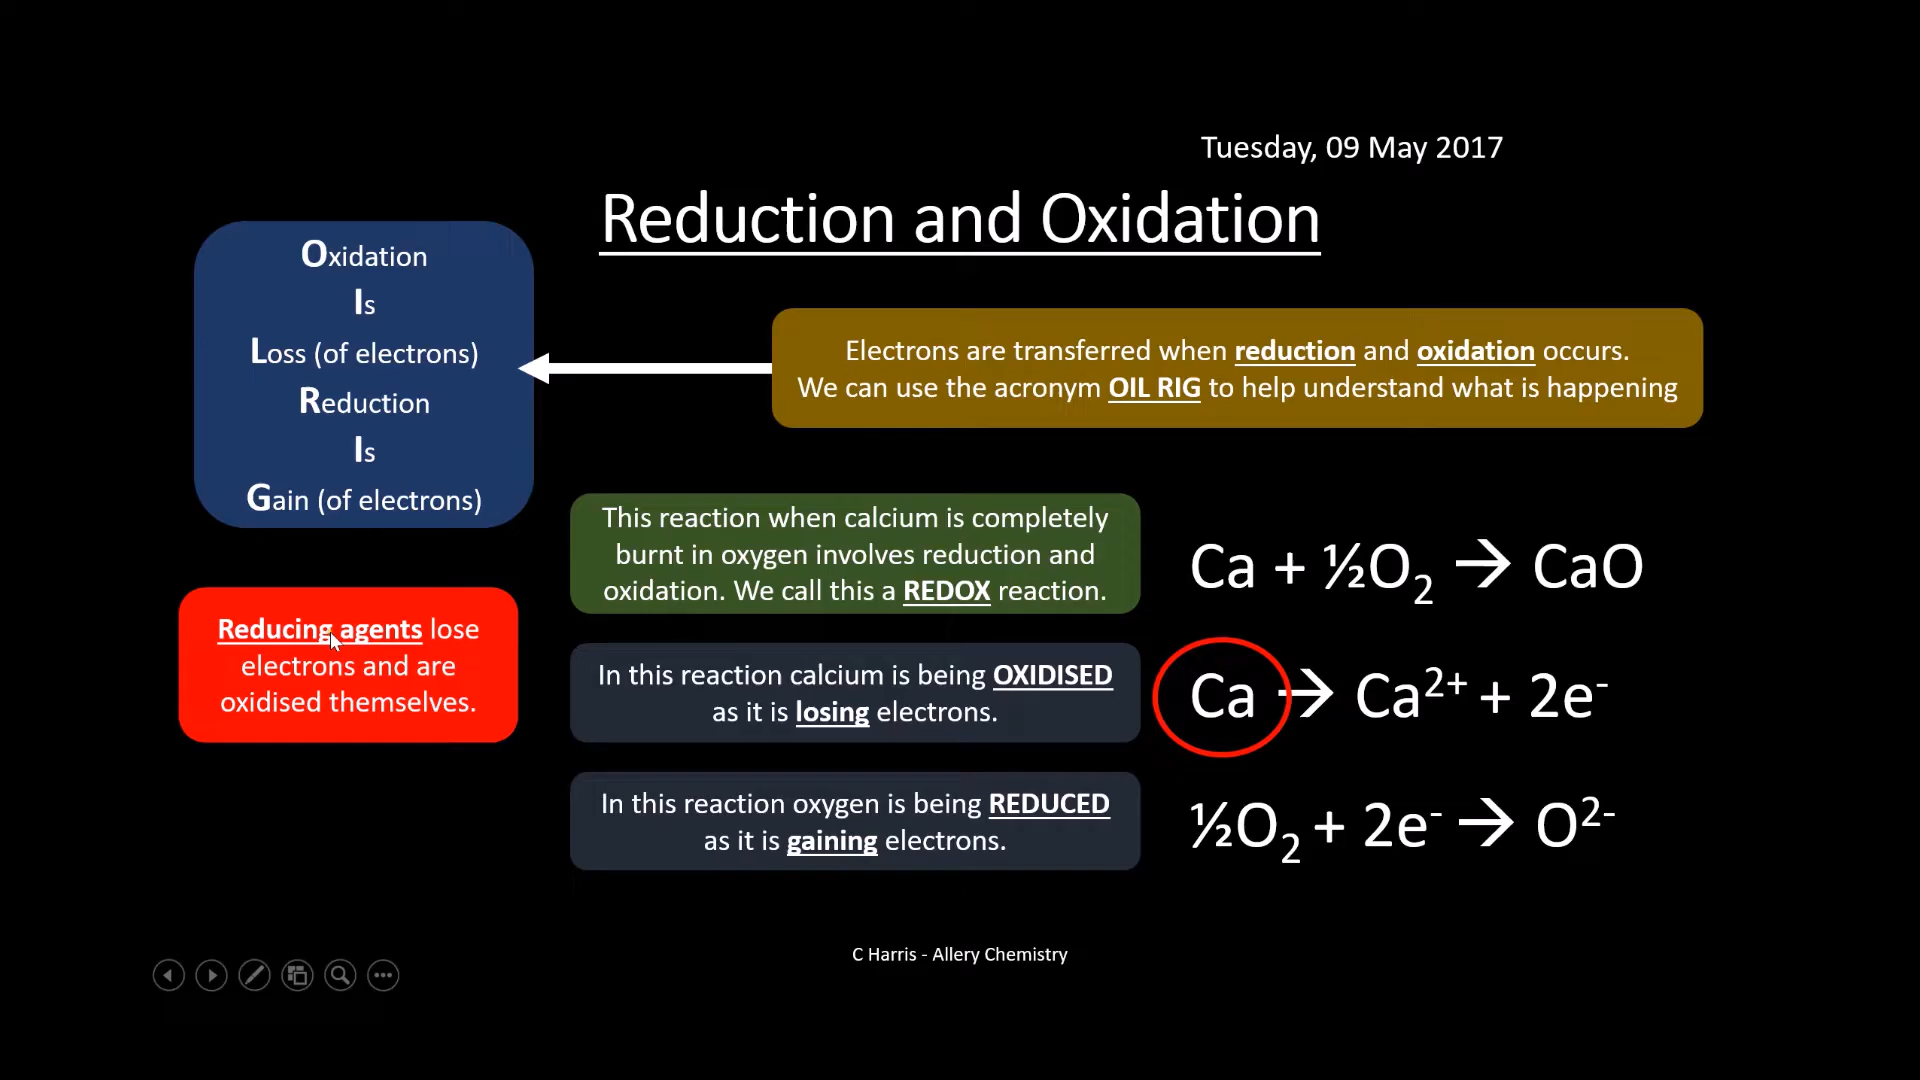 Tuesday, 09 May 2017
Reduction and Oxidation
Oxidation
Is
Loss (of electrons)
Reduction
Is
Gain (of electrons)
Electrons are transferred when reduction and oxidation occurs.
We can use the acronym OIL RIG to help understand what is happening
This reaction when calcium is completely
burnt in oxygen involves reduction and
oxidation. We call this a REDOX reaction.
Ca + ½O₂ → CaO
Reducing agents lose
electrons and are
oxidised themselves.
In this reaction calcium is being OXIDISED
as it is losing electrons.
Ca → Ca²⁺ + 2e⁻
In this reaction oxygen is being REDUCED
as it is gaining electrons.
½O₂ + 2e⁻ → O²⁻
C Harris - Allery Chemistry